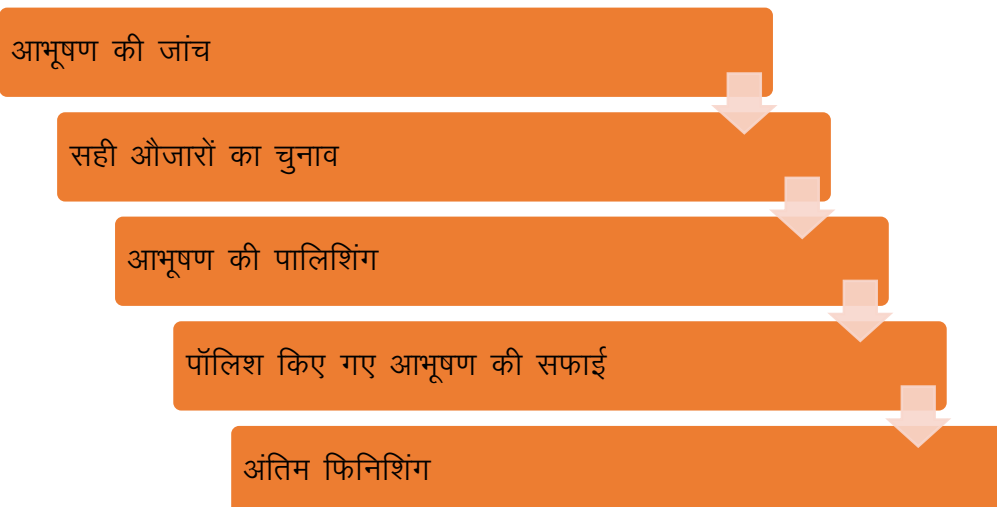 आभूषण की जांच
सही औजारों का चुनाव
आभूषण की पालिशिंग
पॉलिश किए गए आभूषण की सफाई
अंतिम फिनिशिंग